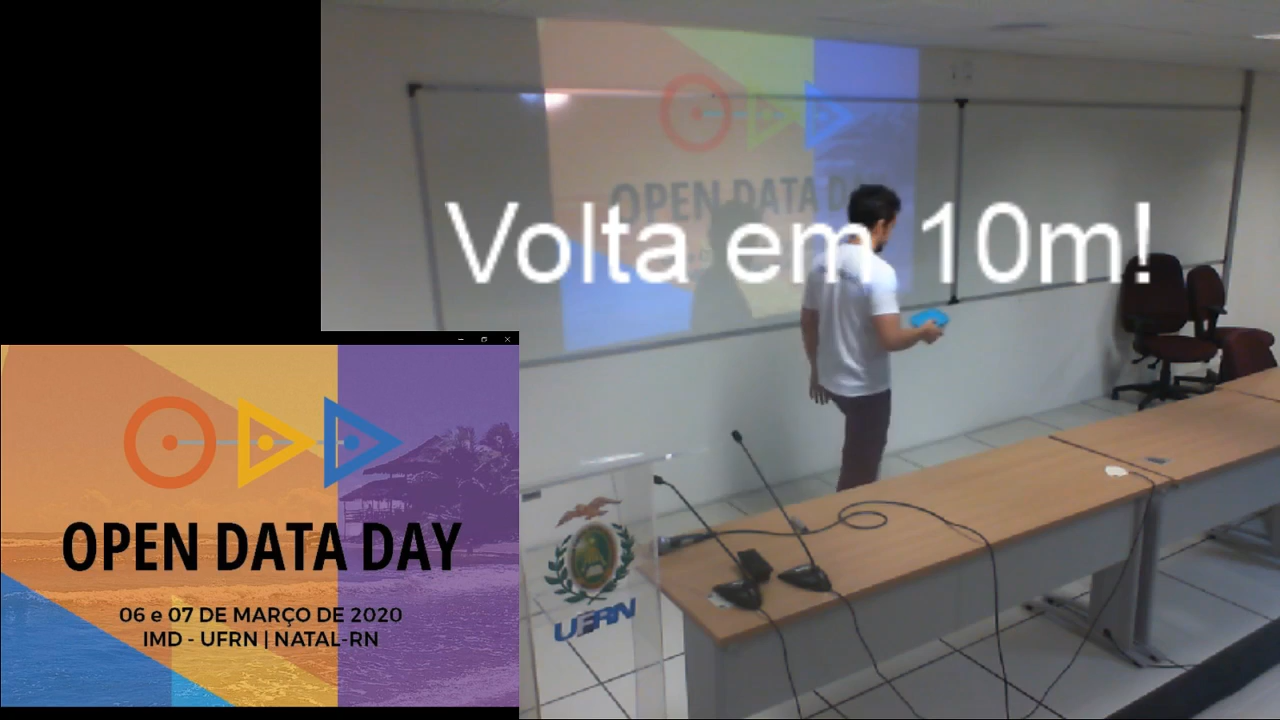 OPEN DATA DAY
Volta em 10m!
OPEN DATA DAY
06 e 07 DE MARÇO DE 2020
IMD - UFRN | NATAL-RN
UFRN